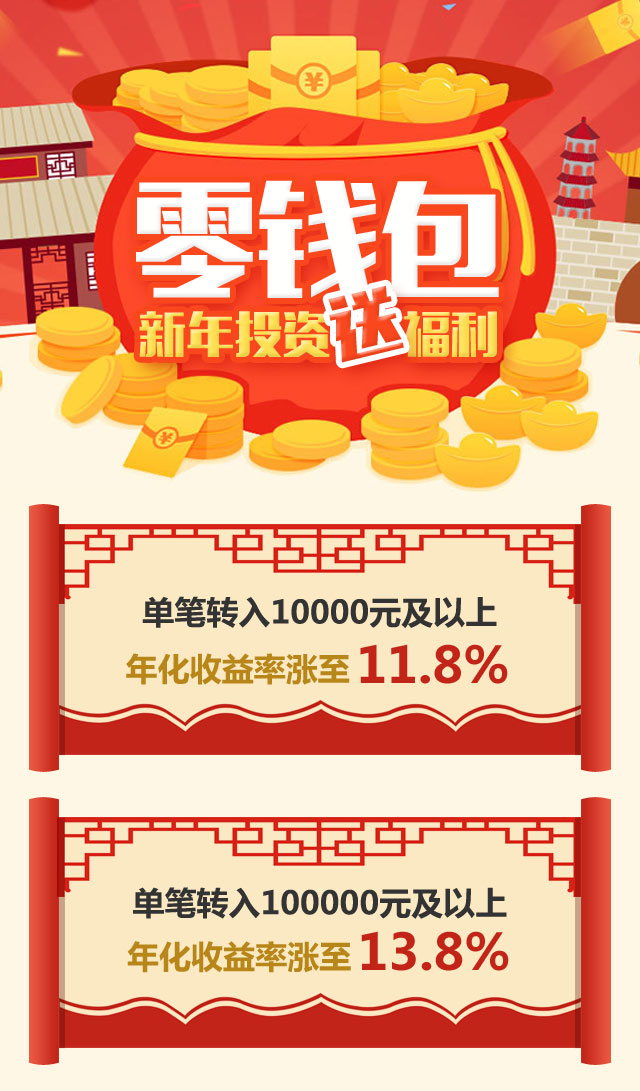 零钱包
新年投资送福利
单笔转入10000元及以上
年化收益率涨至 11.8%
单笔转入100000元及以上
年化收益率涨至 13.8%